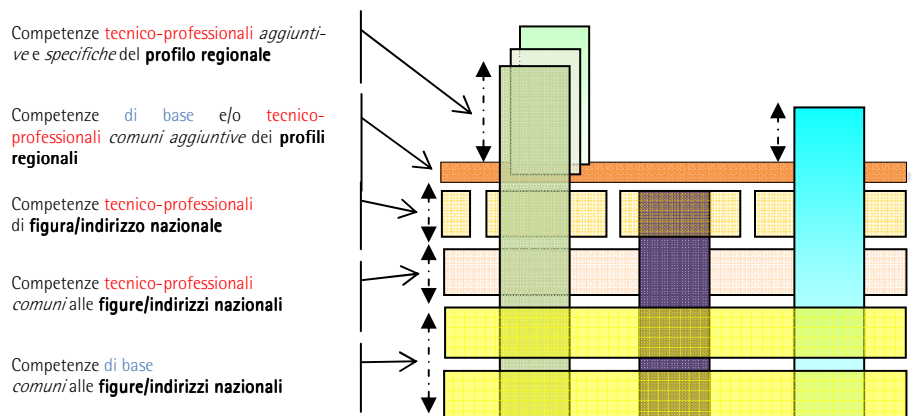 Competenze tecnico-professionali aggiunti-
ve e specifiche del profilo regionale
Competenze di base e/o tecnico-
professionali comuni aggiuntive dei profili
regionali
Competenze tecnico-professionali
di figura/indirizzo nazionale
Competenze tecnico-professionali
comuni alle figure/indirizzi nazionali
Competenze di base
comuni alle figure/indirizzi nazionali